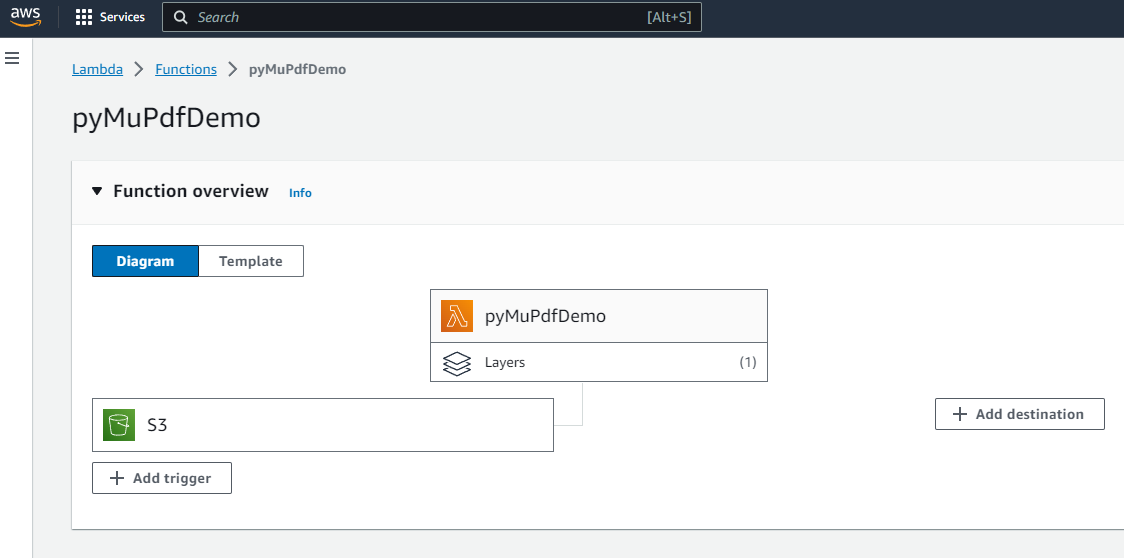 aws Services Search [Alt+S]
Lambda Functions pyMuPdfDemo
pyMuPdfDemo
Function overview Info
Diagram Template
pyMuPdfDemo
Layers (1)
S3
Add destination
Add trigger